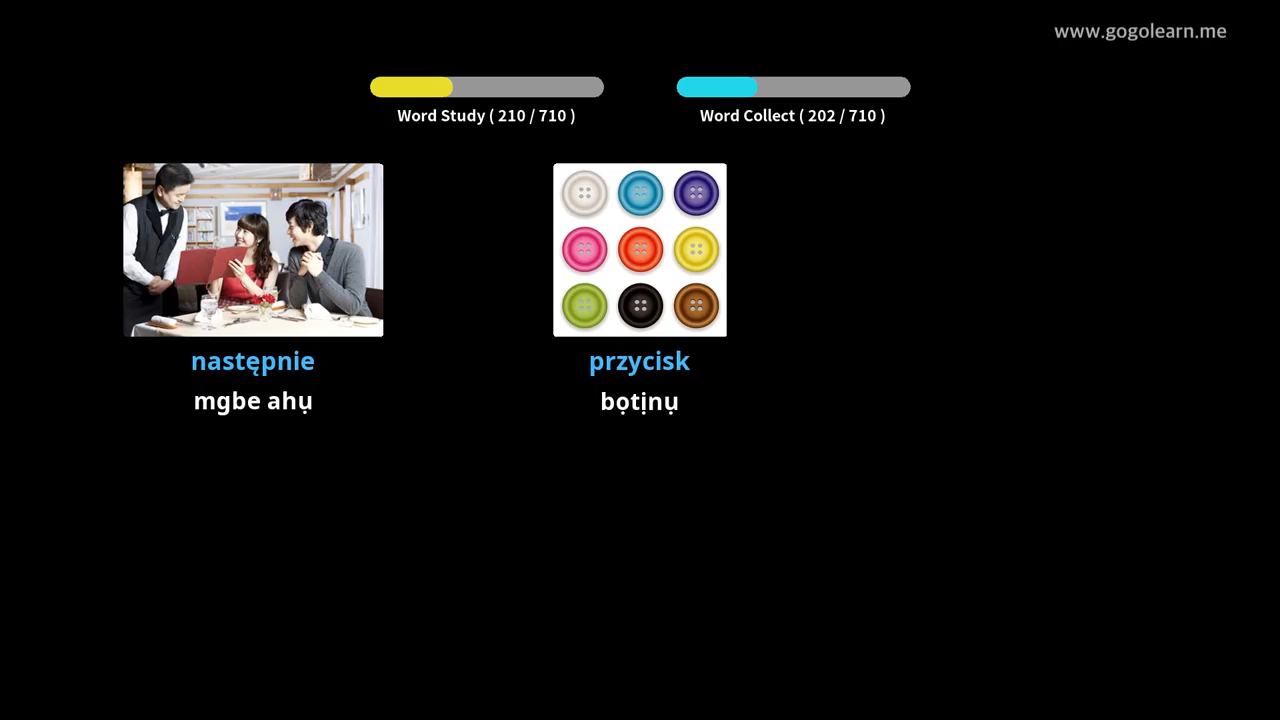 www.gogolearn.me
Word Study ( 210 / 710 )
Word Collect ( 202 / 710 )
następnie
mgbe ahụ
przycisk
bọtịnụ